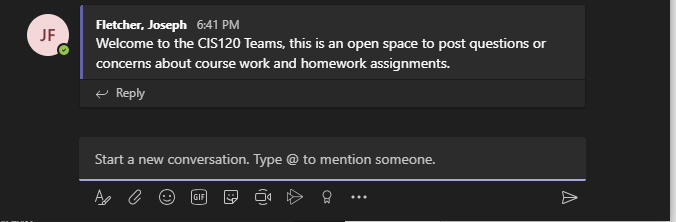 JF
Fletcher, Joseph 6:41 PM
Welcome to the CIS120 Teams, this is an open space to post questions or
concerns about course work and homework assignments.
Reply
Start a new conversation. Type @ to mention someone.
GIF